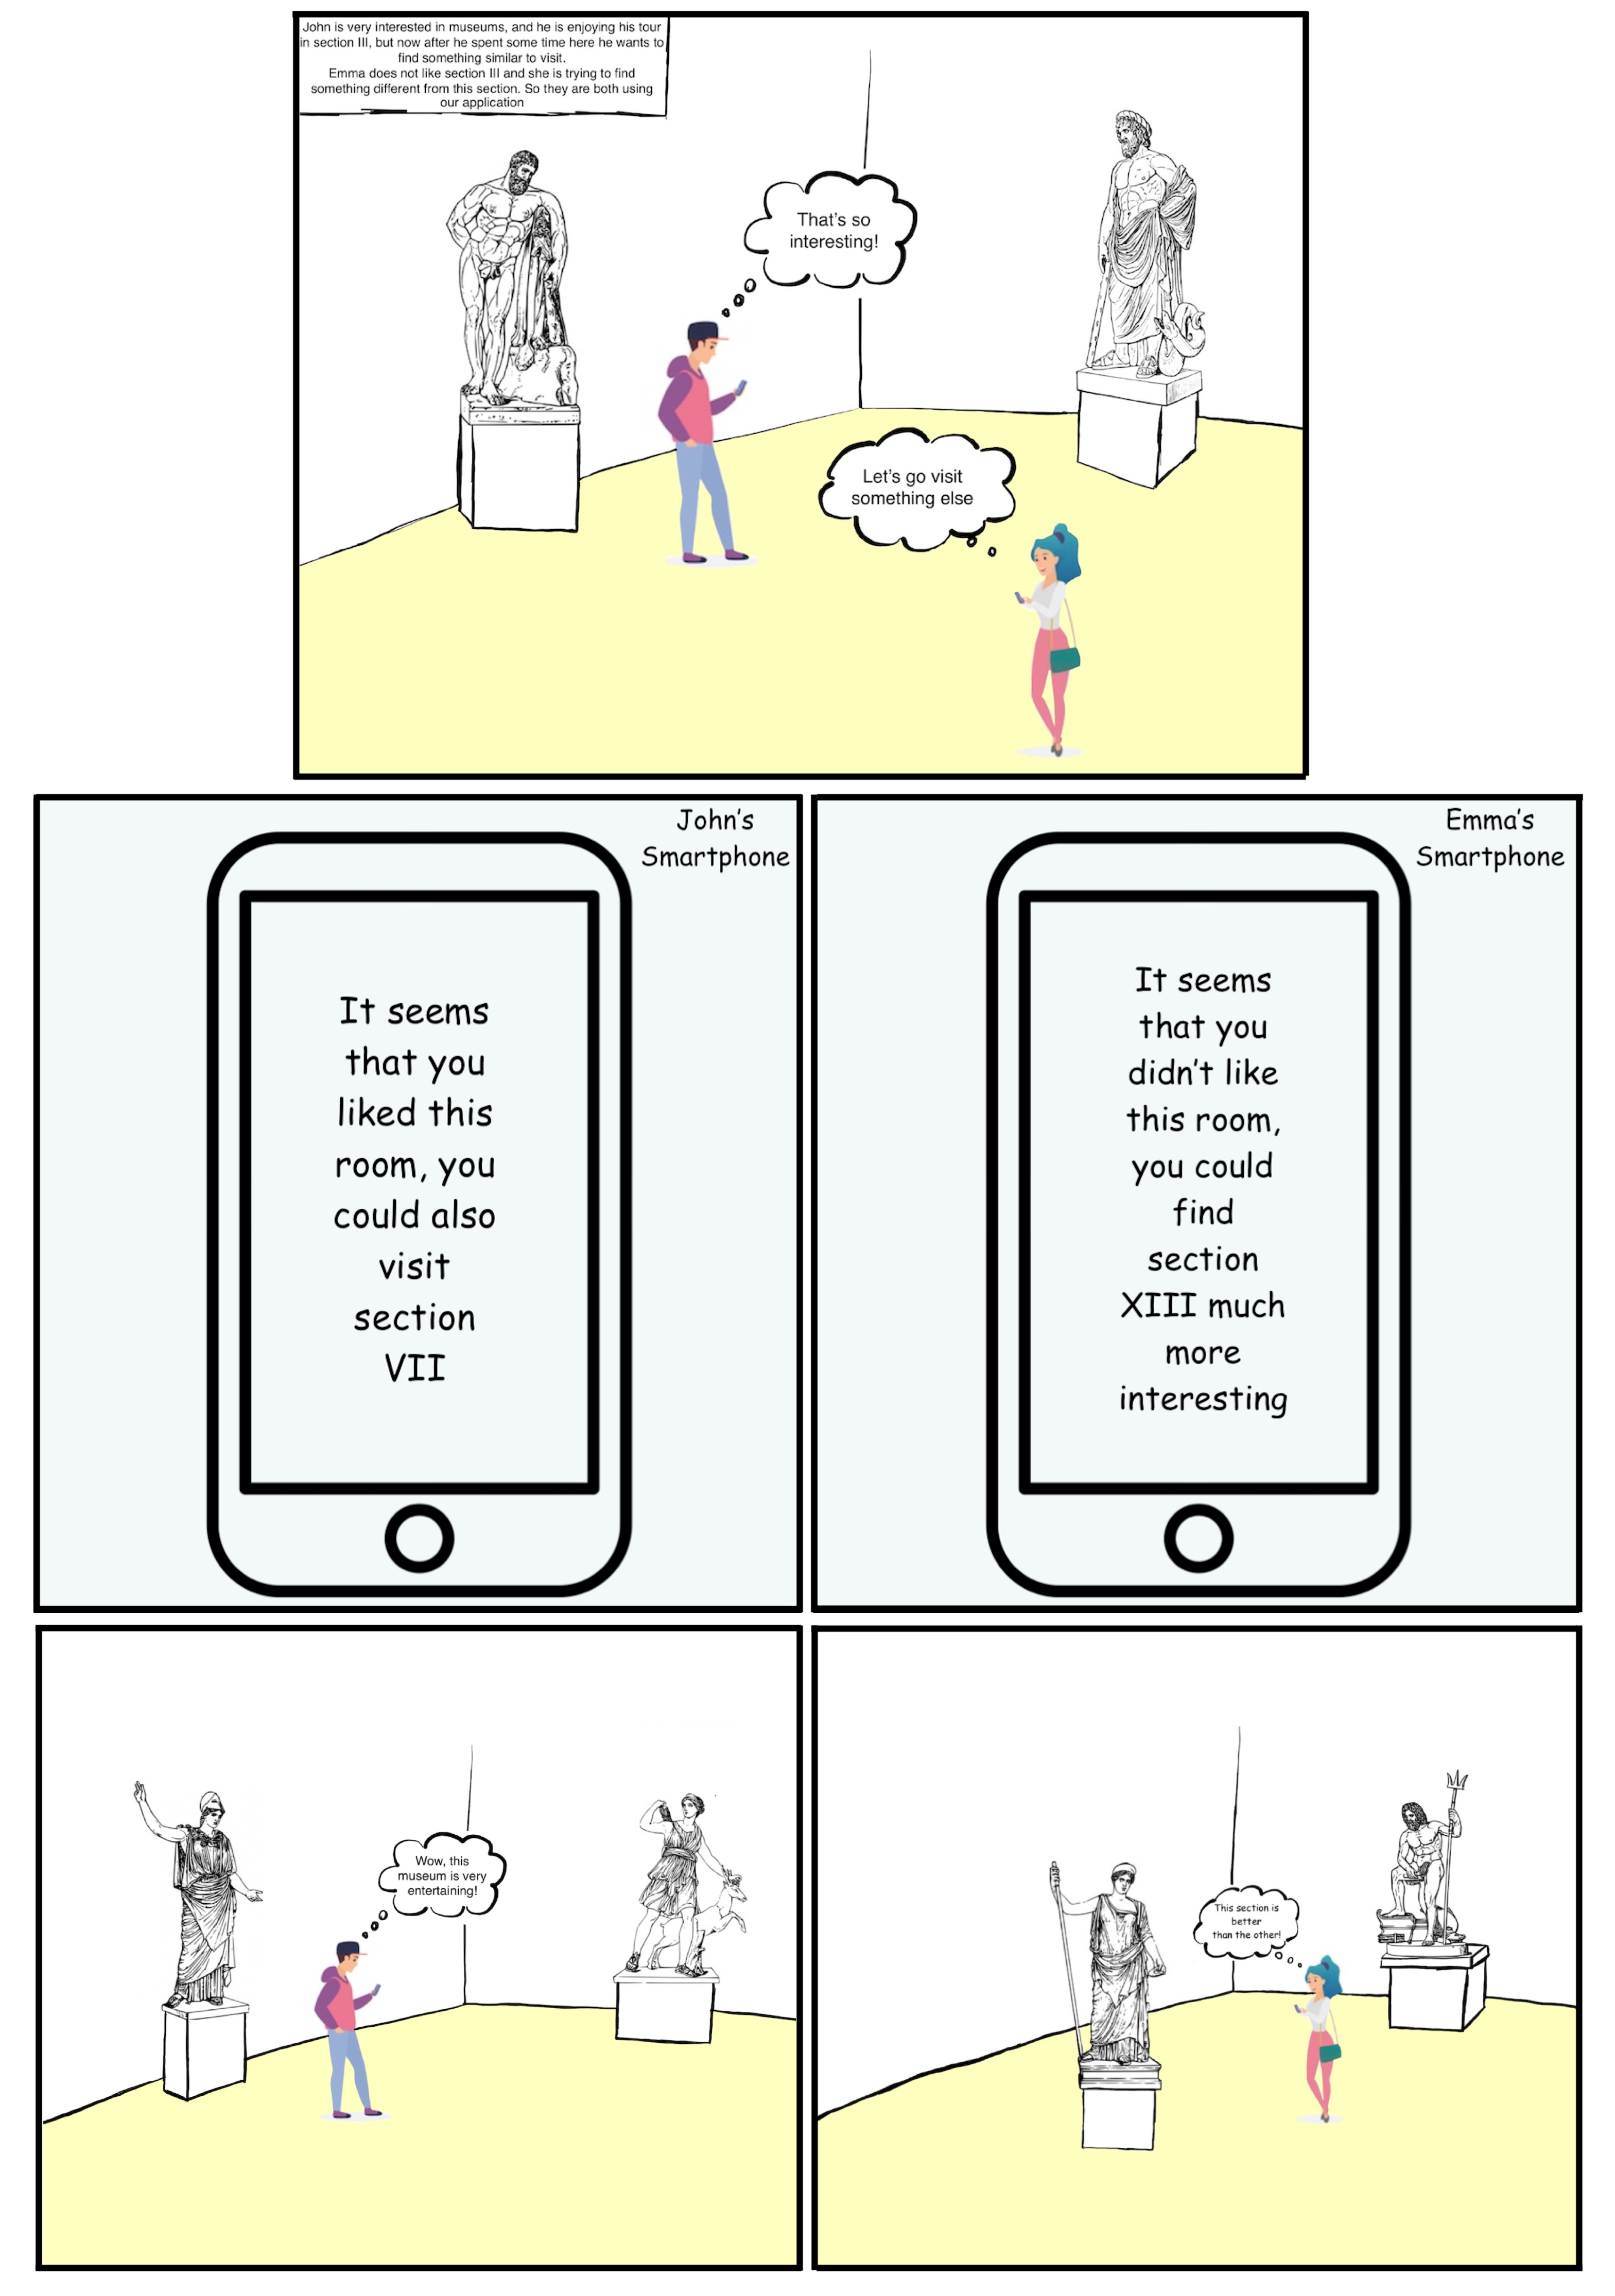 John is very interested in museums, and he is enjoying his tour
in section III, but now after he spent some time here he wants to
find something similar to visit.
Emma does not like section III and she is trying to find
something different from this section. So they are both using
our application
That's so
interesting!
Let's go visit
something else
John's
Smartphone
It seems
that you
liked this
room, you
could also
visit
section
VII
Emma's
Smartphone
It seems
that you
didn't like
this room,
you could
find
section
XIII much
more
interesting
Wow, this
museum is very
entertaining!
This section is
better
than the other!